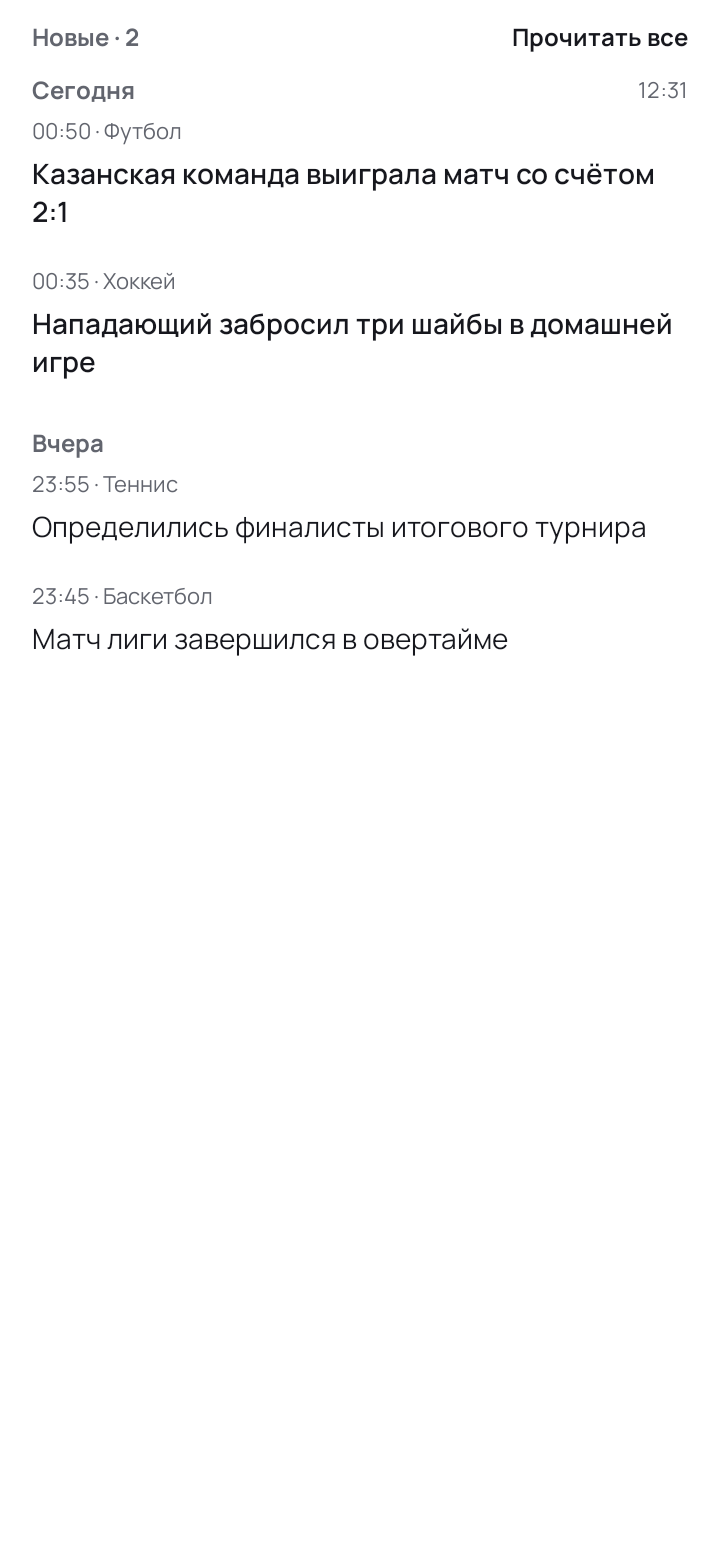 Новые · 2
Прочитать все
Сегодня
12:31
00:50 · Футбол
Казанская команда выиграла матч со счётом
2:1
00:35 · Хоккей
Нападающий забросил три шайбы в домашней
игре
Вчера
23:55 · Теннис
Определились финалисты итогового турнира
23:45 · Баскетбол
Матч лиги завершился в овертайме